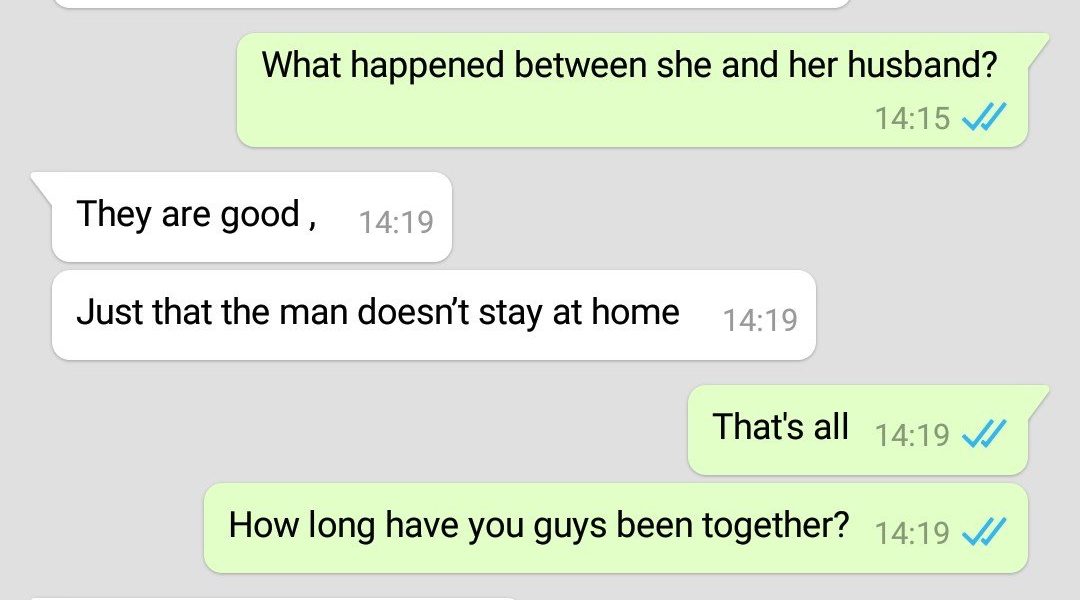 What happened between she and her husband?
14:15
They are good , 14:19
Just that the man doesn’t stay at home 14:19
That's all 14:19
How long have you guys been together? 14:19